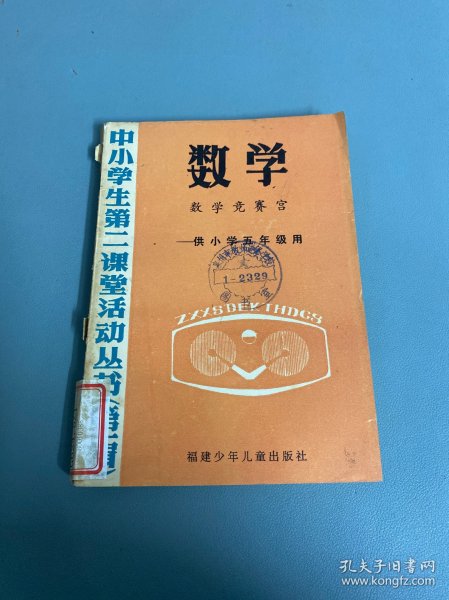 数学
数学竞赛宫
——供小学五年级用
1-2329
ZXXSDEKTHDCS
福建少年儿童出版社
中小学生第二课堂活动丛书
孔夫子旧书网
www.kongfz.com